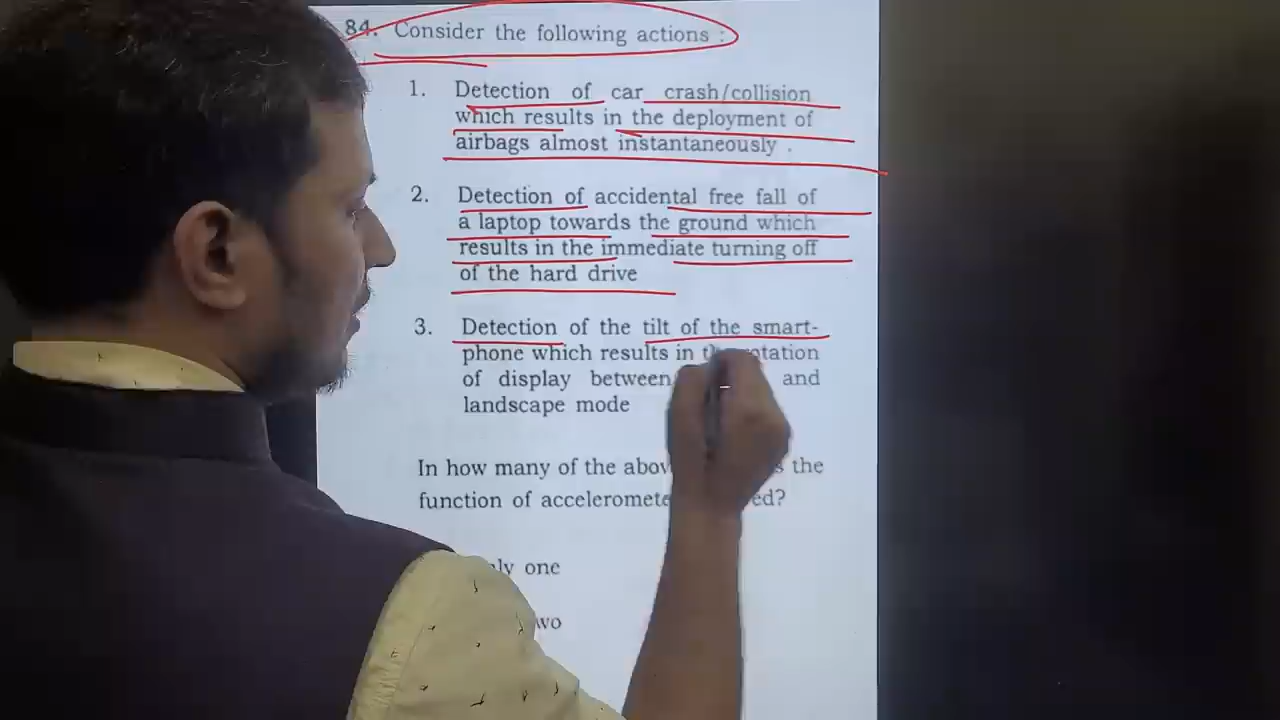 84. Consider the following actions :
1. Detection of car crash/collision
which results in the deployment of
airbags almost instantaneously .
2. Detection of accidental free fall of
a laptop towards the ground which
results in the immediate turning off
of the hard drive
3. Detection of the tilt of the smart-
phone which results in
of display between and
landscape mode
In how many of the the
function of
one